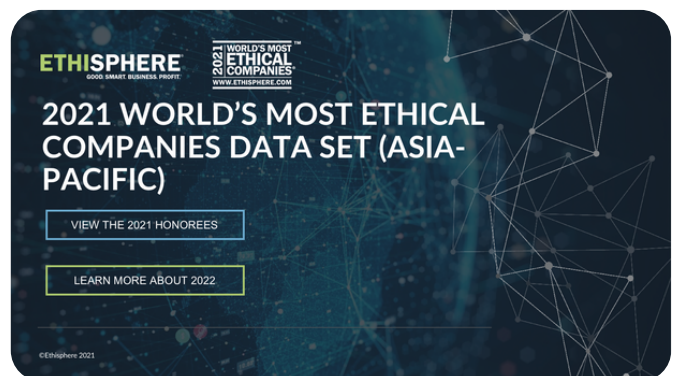 ETHISPHERE
GOOD. SMART. BUSINESS. PROFIT.
2021
WORLD'S MOST
ETHICAL
COMPANIES®
™
WWW.ETHISPHERE.COM
2021 WORLD'S MOST ETHICAL
COMPANIES DATA SET (ASIA-
PACIFIC)
VIEW THE 2021 HONOREES
LEARN MORE ABOUT 2022
©Ethisphere 2021